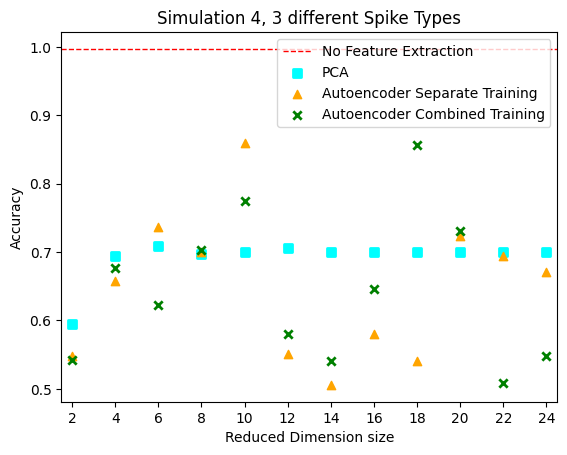 Simulation 4, 3 different Spike Types
No Feature Extraction
PCA
Autoencoder Separate Training
Autoencoder Combined Training
Accuracy
1.0
0.9
0.8
0.7
0.6
0.5
2 4 6 8 10 12 14 16 18 20 22 24
Reduced Dimension size